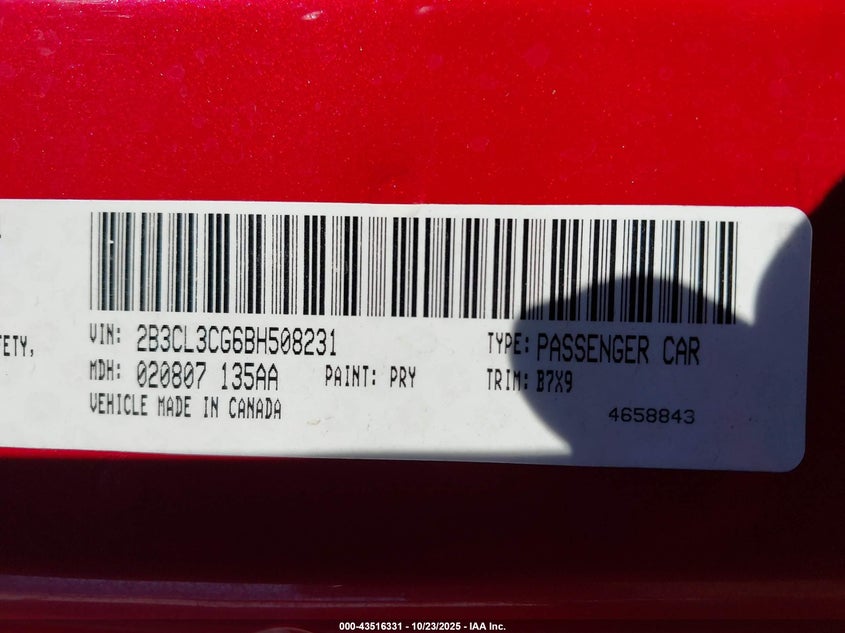 VIN: 2B3CL3CG6BH508231 TYPE: PASSENGER CAR
ETY,
MDH: 020807 135AA PAINT: PRY TRIM: B7X9
VEHICLE MADE IN CANADA 4658843
000-43516331 - 10/23/2025 - IAA Inc.